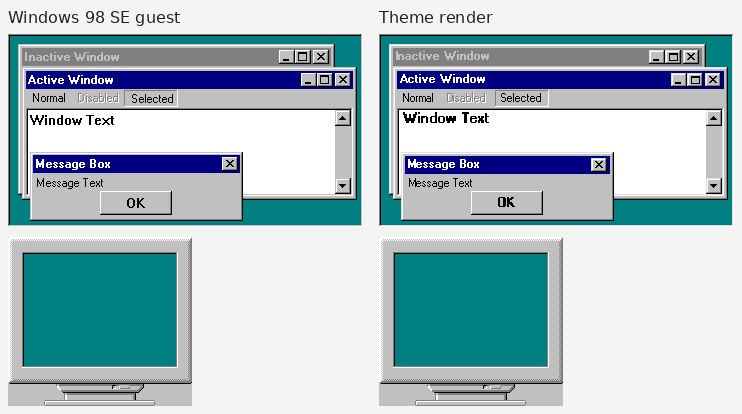 Windows 98 SE guest
Inactive Window
Active Window
Normal Disabled Selected
Window Text
Message Box
Message Text
OK
Theme render
Inactive Window
Active Window
Normal Disabled Selected
Window Text
Message Box
Message Text
OK